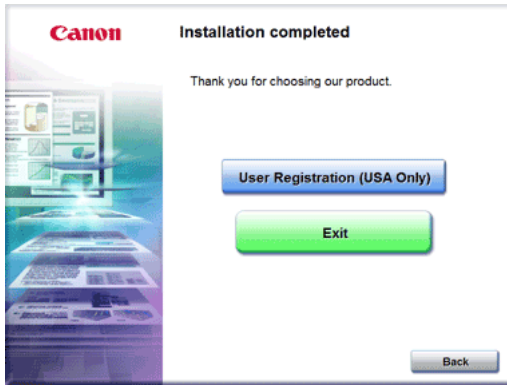 Canon
Installation completed
Thank you for choosing our product.
User Registration (USA Only)
Exit
Back